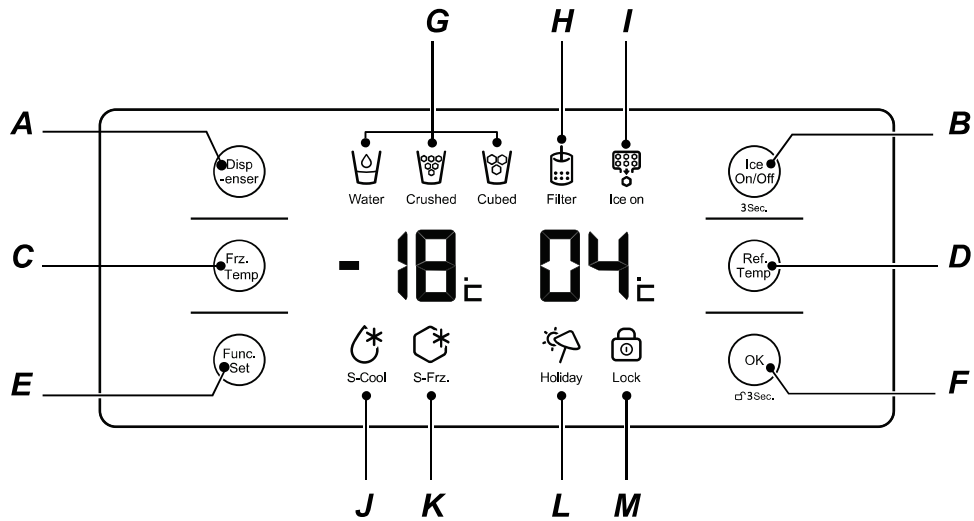 G H I
A B
Disp
-enser
Water Crushed Cubed Filter Ice on
Ice
On/Off
3Sec.
C D
Frz.
Temp
-18°C 04°C
Ref.
Temp
E F
Func.
Set
S-Cool S-Frz. Holiday Lock
OK
3Sec.
J K L M